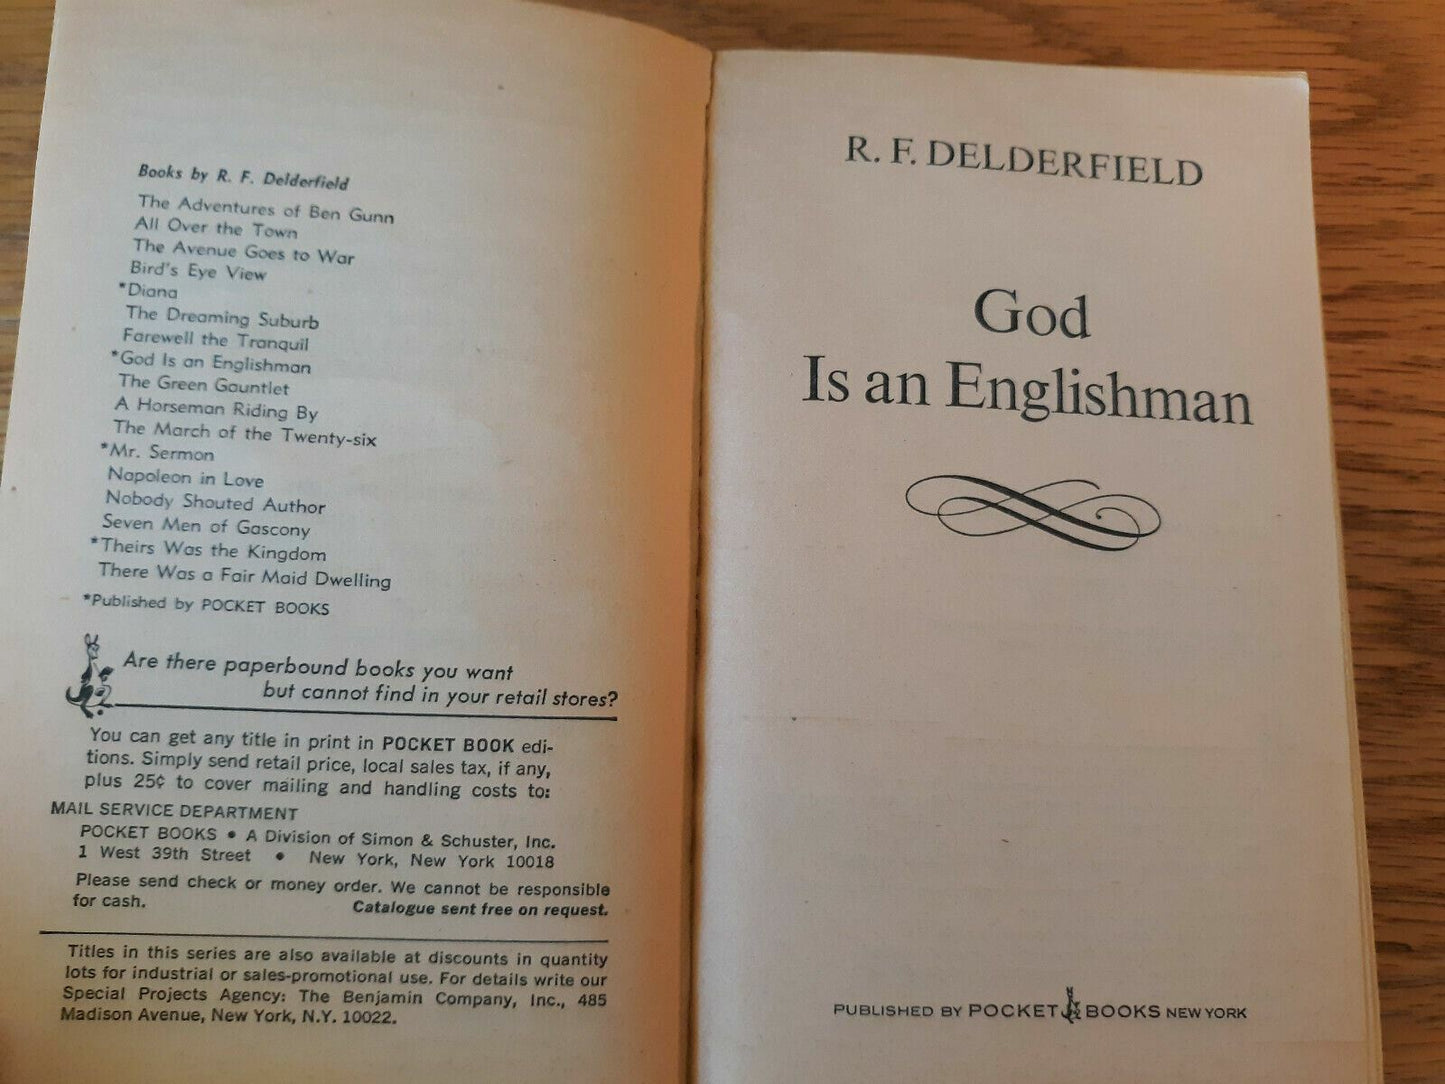 Books by R. F. Delderfield
The Adventures of Ben Gunn
All Over the Town
The Avenue Goes to War
Bird's Eye View
*Diana
The Dreaming Suburb
Farewell the Tranquil
*God Is an Englishman
The Green Gauntlet
A Horseman Riding By
The March of the Twenty-six
*Mr. Sermon
Napoleon in Love
Nobody Shouted Author
Seven Men of Gascony
*Theirs Was the Kingdom
There Was a Fair Maid Dwelling
*Published by POCKET BOOKS
Are there paperbound books you want
but cannot find in your retail stores?
You can get any title in print in POCKET BOOK edi-
tions. Simply send retail price, local sales tax, if any,
plus 25¢ to cover mailing and handling costs to:
MAIL SERVICE DEPARTMENT
POCKET BOOKS • A Division of Simon & Schuster, Inc.
1 West 39th Street • New York, New York 10018
Please send check or money order. We cannot be responsible
for cash. Catalogue sent free on request.
Titles in this series are also available at discounts in quantity
lots for industrial or sales-promotional use. For details write our
Special Projects Agency: The Benjamin Company, Inc., 485
Madison Avenue, New York, N.Y. 10022.
R. F. DELDERFIELD
God
Is an Englishman
PUBLISHED BY POCKET BOOKS NEW YORK